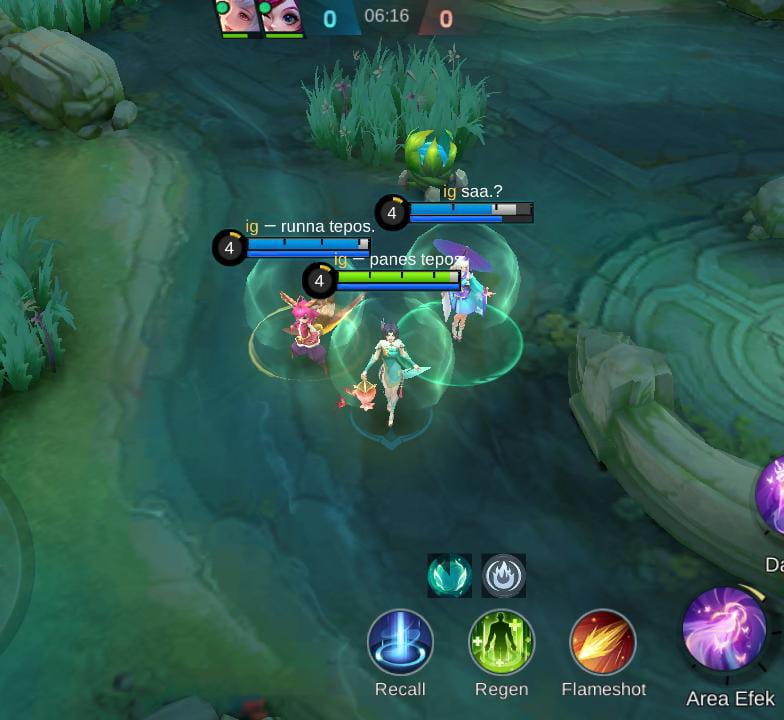 0 06:16 0
ig saa.?
4
ig – runna tepos.
4
ig – panes tepos
4
Da
Recall Regen Flameshot
Area Efek